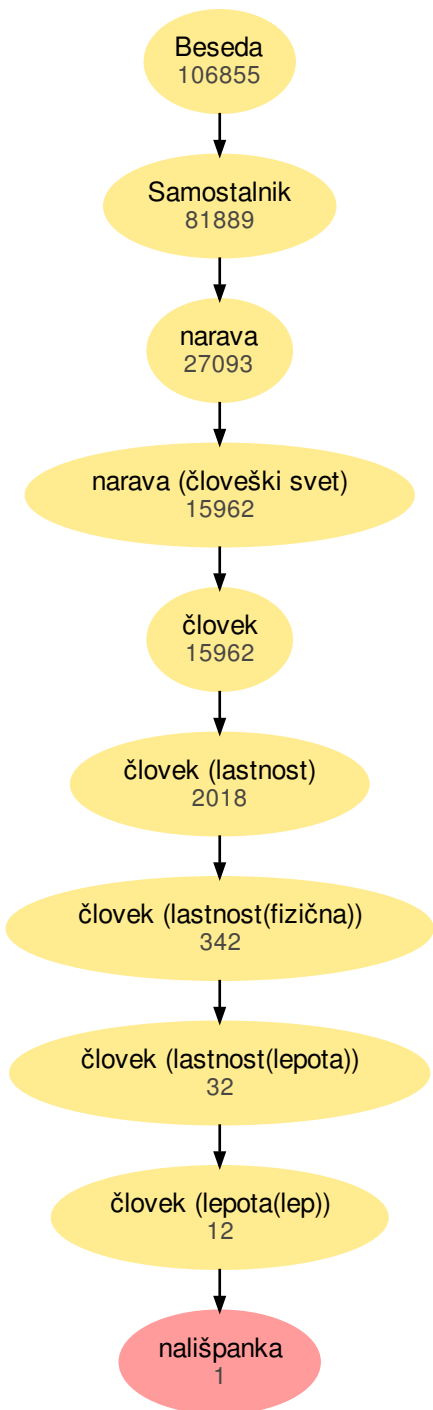 Beseda
106855
Samostalnik
81889
narava
27093
narava (človeški svet)
15962
človek
15962
človek (lastnost)
2018
človek (lastnost(fizična))
342
človek (lastnost(lepota))
32
človek (lepota(lep))
12
nališpanka
1